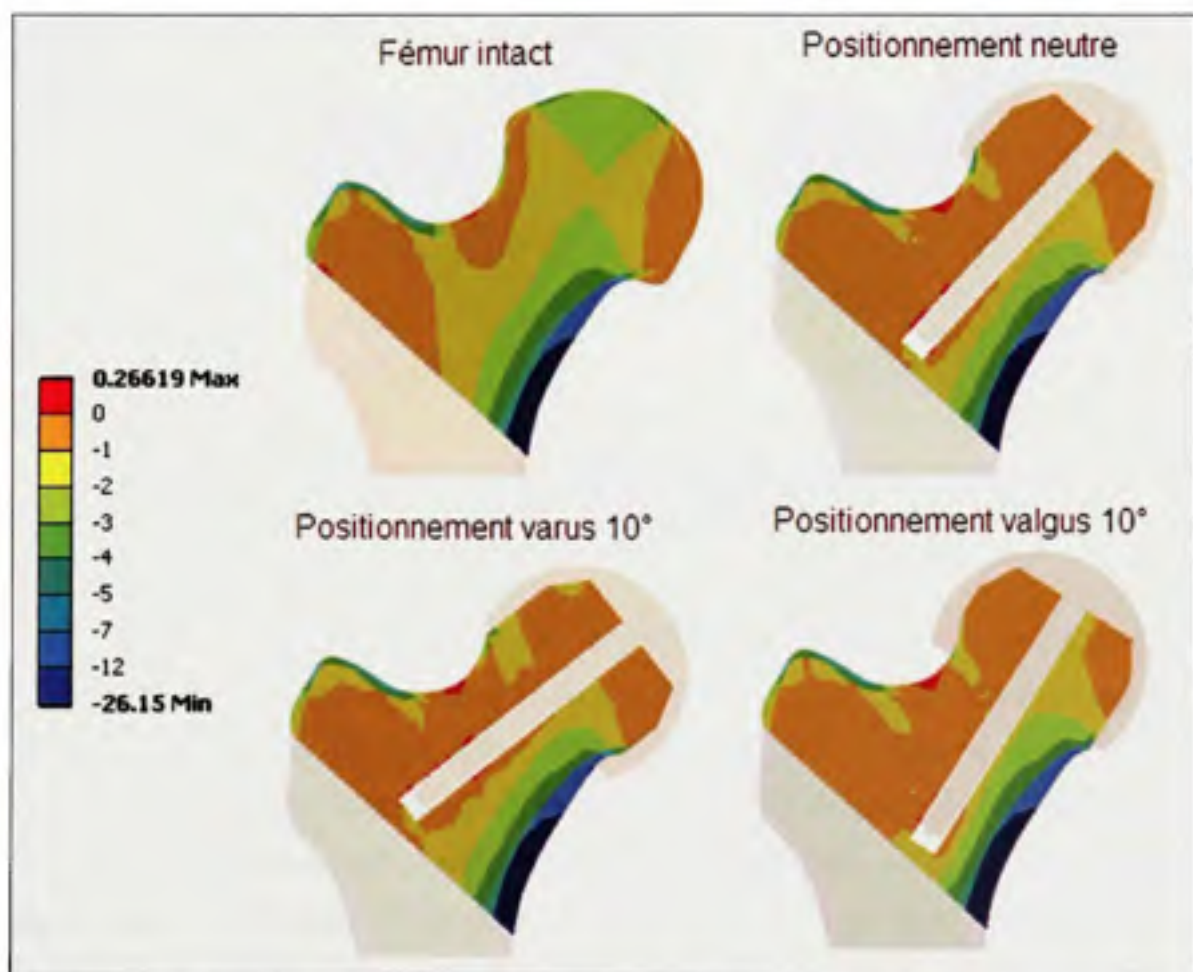 Fémur intact
Positionnement neutre
0.26619 Max
0
-1
-2
-3
-4
-5
-7
-12
-26.15 Min
Positionnement varus 10°
Positionnement valgus 10°